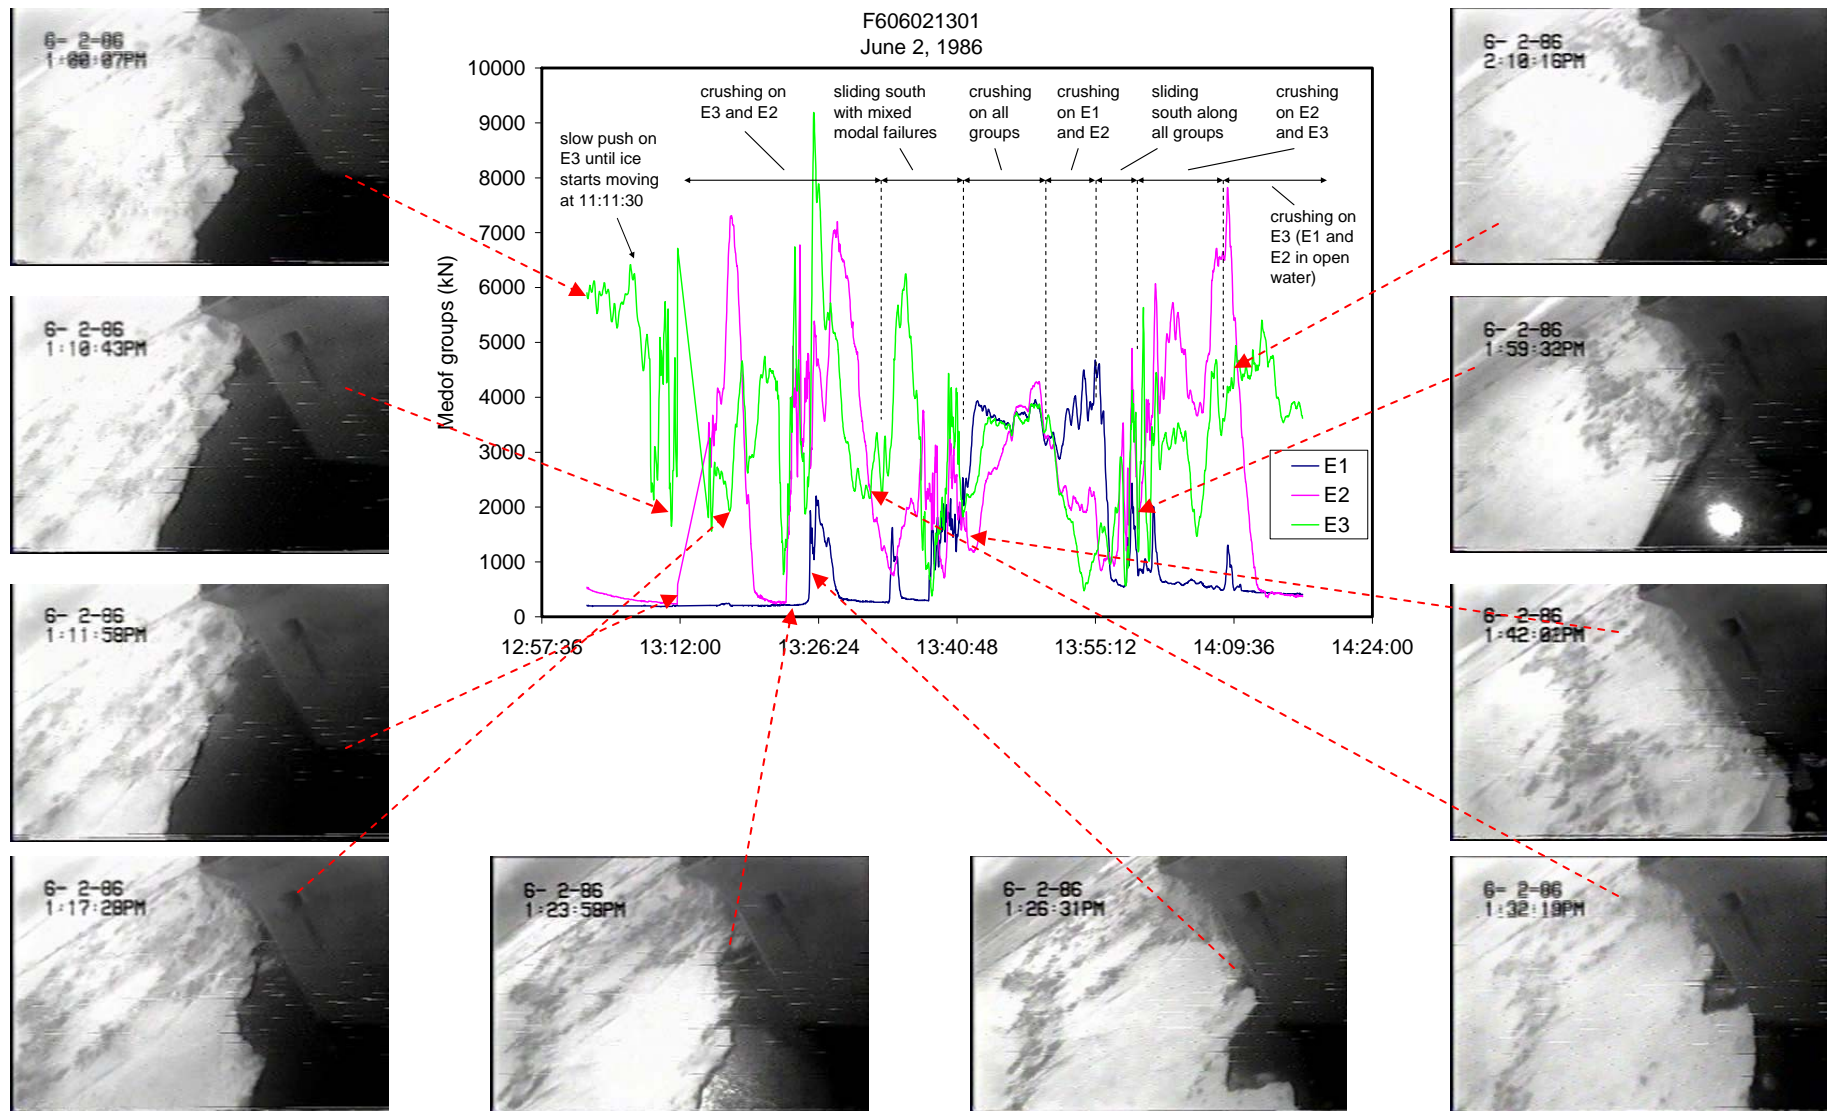 F606021301
June 2, 1986
6- 2-86
1:00:07PM
6- 2-86
1:10:43PM
6- 2-86
1:11:58PM
6- 2-86
1:17:28PM
6- 2-86
1:23:58PM
6- 2-86
1:26:31PM
6- 2-86
1:32:19PM
6- 2-86
1:42:02PM
6- 2-86
1:59:32PM
6- 2-86
2:10:16PM
Medof groups (kN)
10000
9000
8000
7000
6000
5000
4000
3000
2000
1000
0
12:57:36
13:12:00
13:26:24
13:40:48
13:55:12
14:09:36
14:24:00
slow push on
E3 until ice
starts moving
at 11:11:30
crushing on
E3 and E2
sliding south
with mixed
modal failures
crushing
on all
groups
crushing
on E1
and E2
sliding
south along
all groups
crushing
on E2
and E3
crushing on
E3 (E1 and
E2 in open
water)
E1
E2
E3